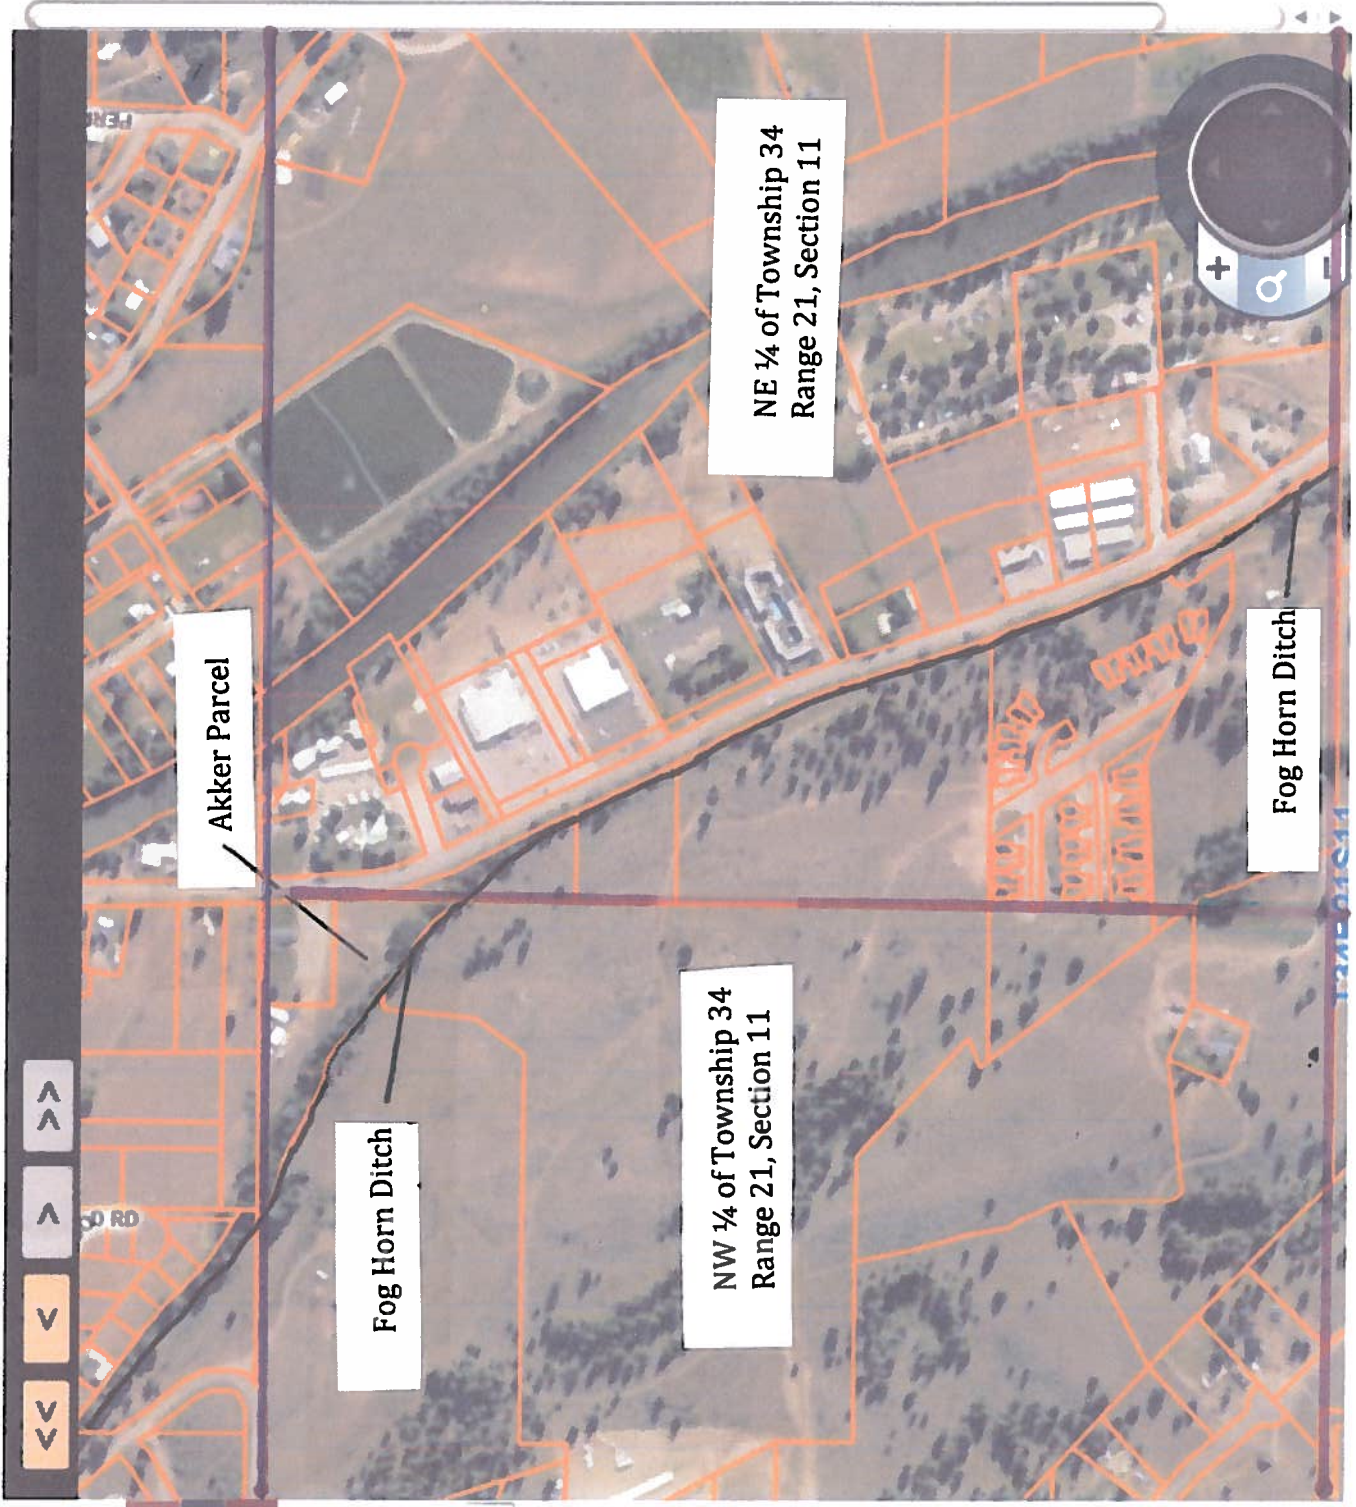 Akker Parcel
NE ¼ of Township 34
Range 21, Section 11
Fog Horn Ditch
NW ¼ of Township 34
Range 21, Section 11
Fog Horn Ditch
D RD
<<
<
>
>>
+
-